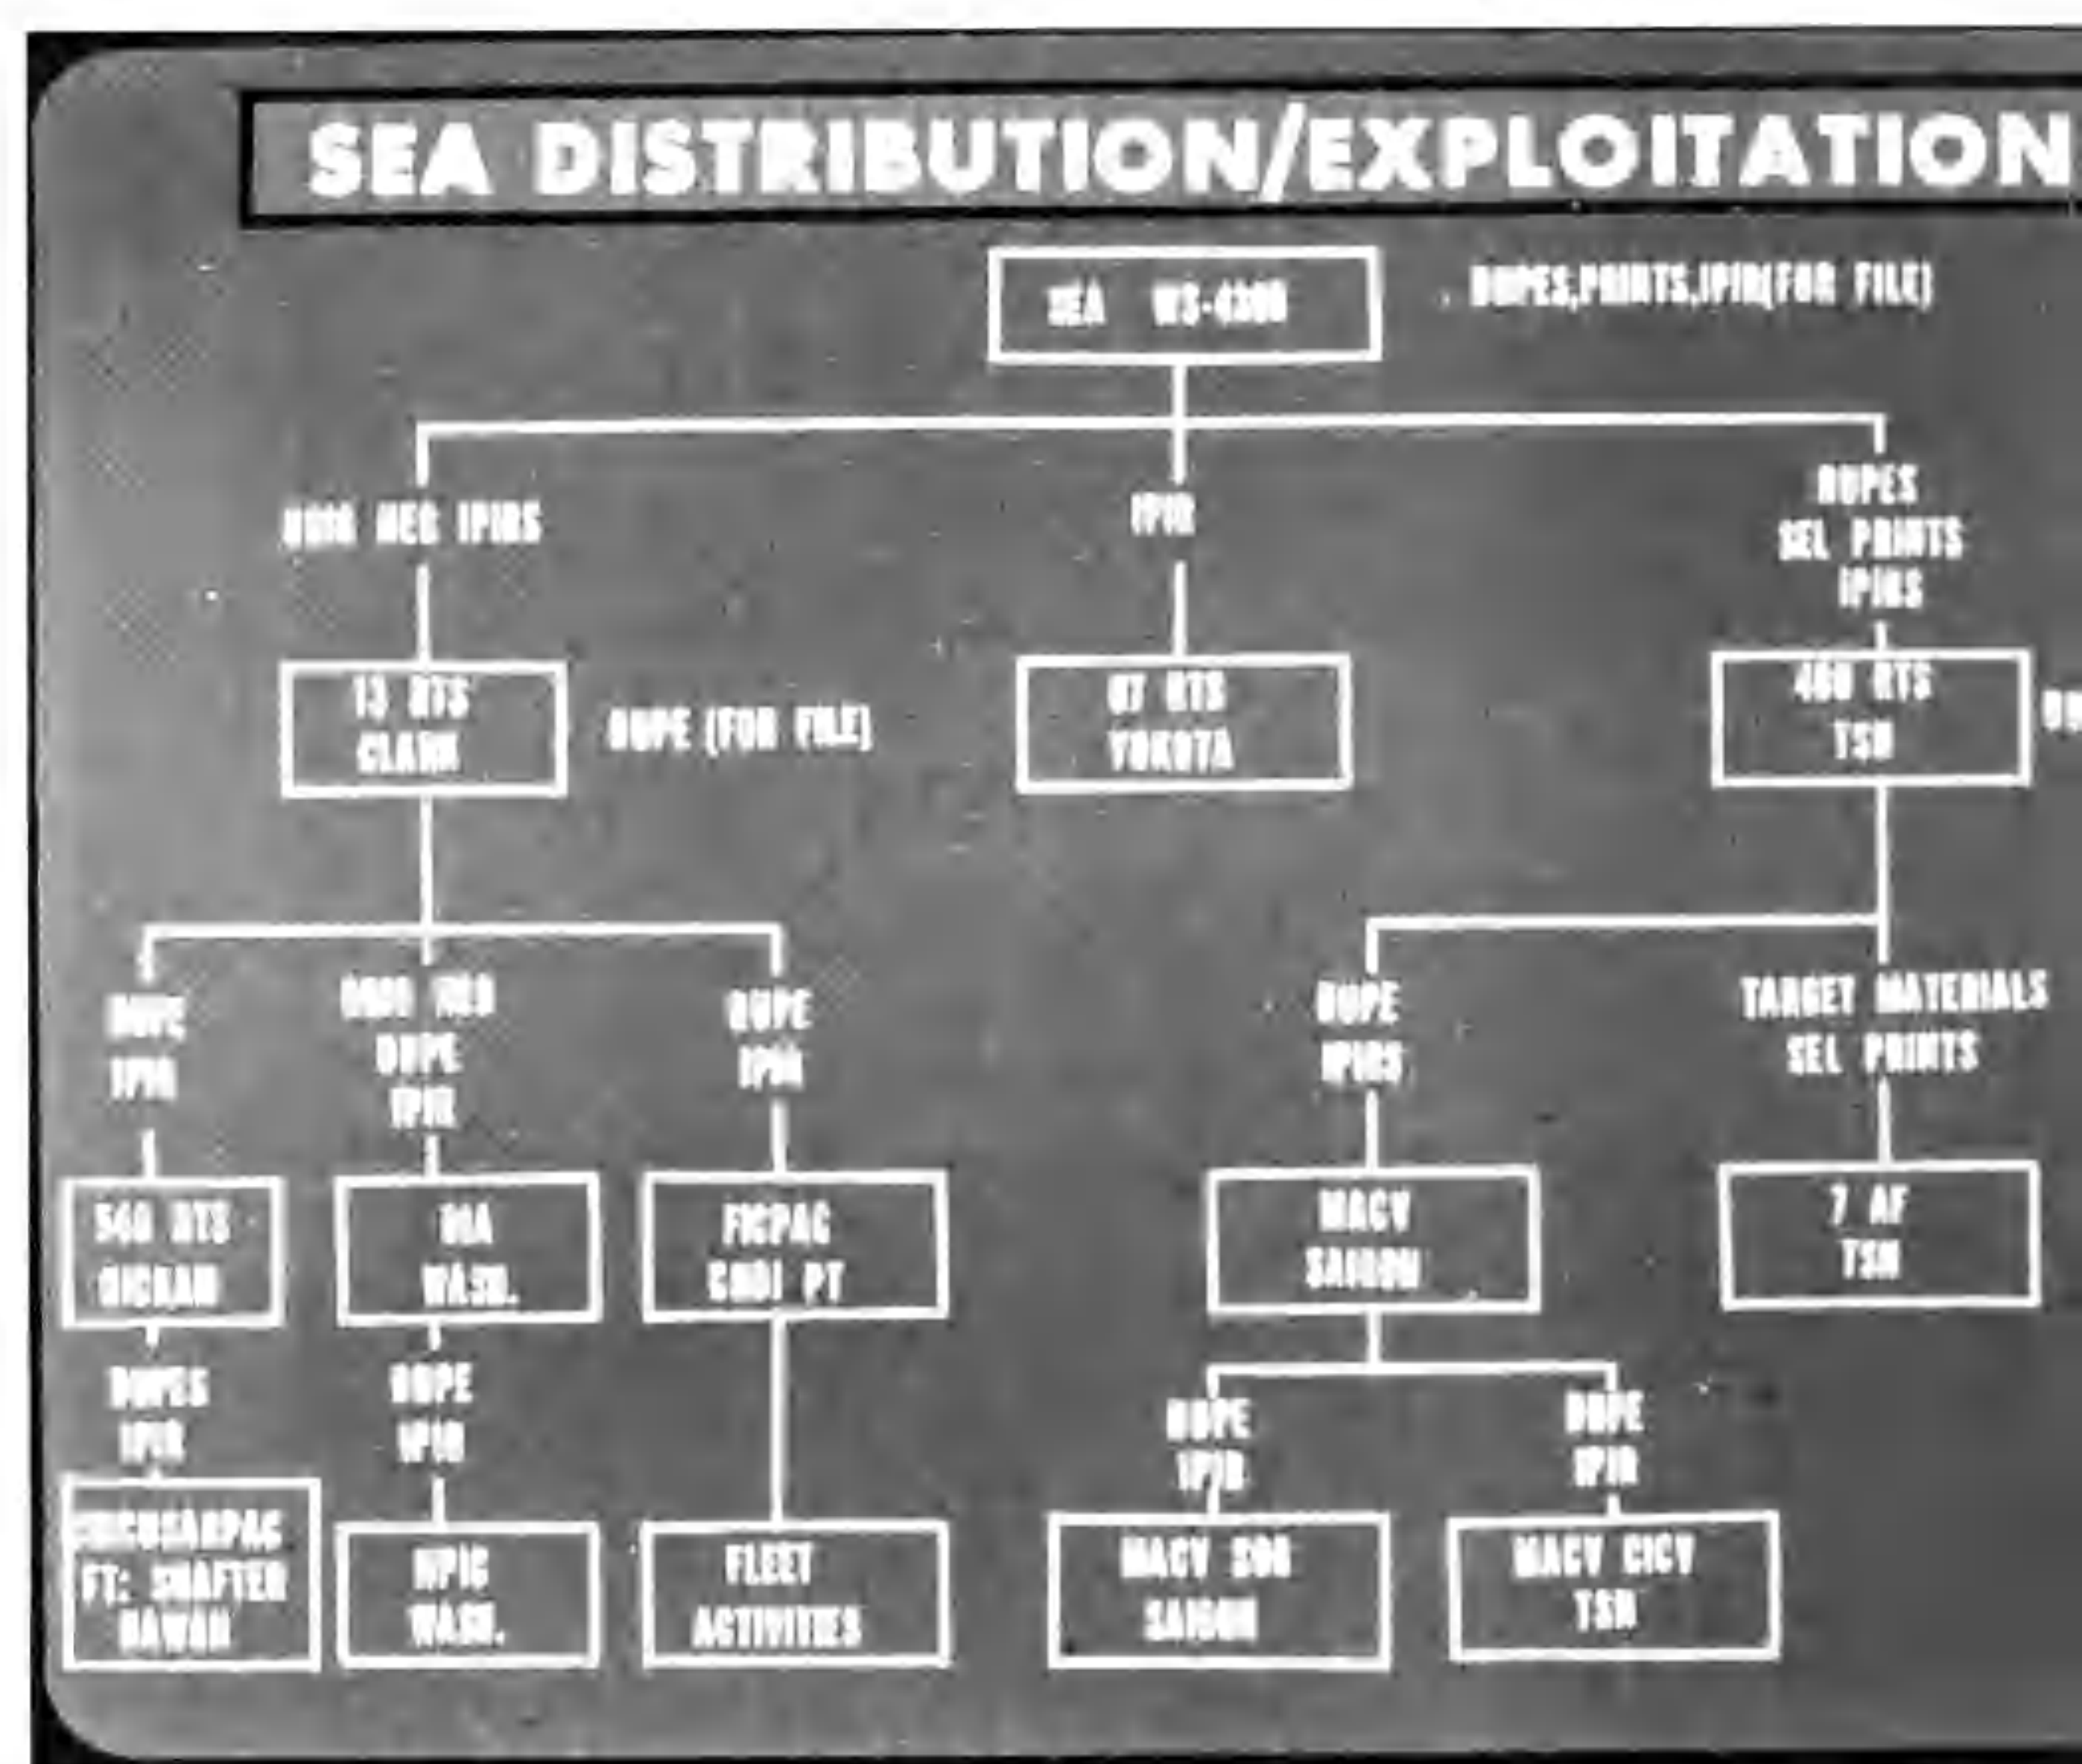 SEA DISTRIBUTION/EXPLOITATION
SEA WS-430B
DUPES,PRINTS,IPIR(FOR FILE)
ORIG NEG IPIRS
IPIR
DUPES
SEL PRINTS
IPIRS
13 RTS
CLARK
DUPE (FOR FILE)
67 RTS
YOKOTA
460 RTS
TSN
DUPE
IPIR
NEG
DUPE
IPIR
DUPE
IPIR
DUPE
IPIRS
TARGET MATERIALS
SEL PRINTS
548 RTS
HICKAM
DIA
WASH.
FICPAC
CUBI PT
MACV
SAIGON
7 AF
TSN
DUPES
IPIR
DUPE
IPIR
DUPE
IPIR
DUPE
IPIR
FT: SHAFTER
HAWAII
NPIC
WASH.
FLEET
ACTIVITIES
MACV SOG
SAIGON
MACV CICV
TSN